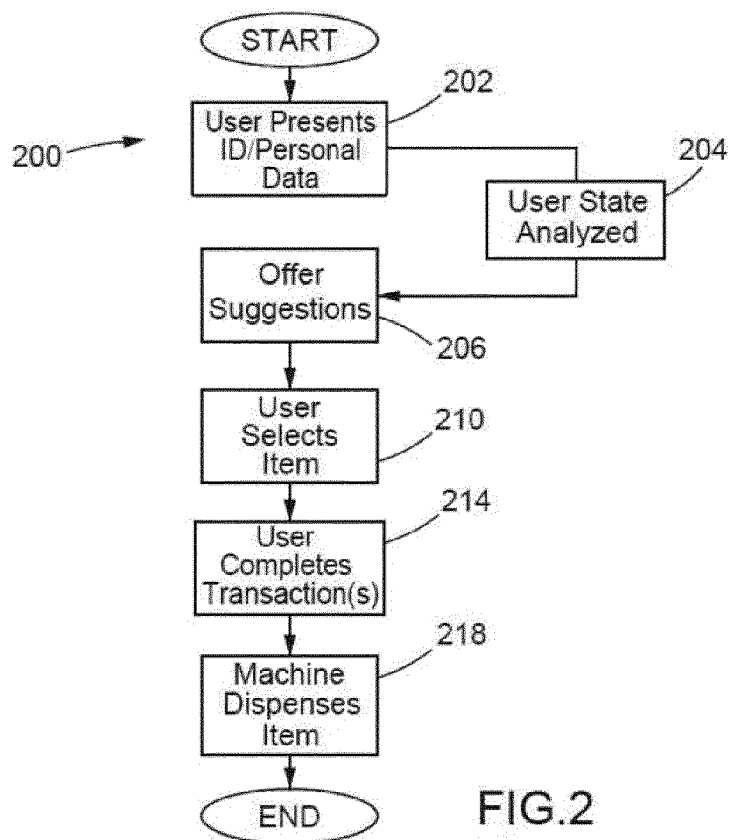 START
202
User Presents
ID/Personal
Data
200
204
User State
Analyzed
Offer
Suggestions
206
User
Selects
Item
210
214
User
Completes
Transaction(s)
218
Machine
Dispenses
Item
END
FIG.2